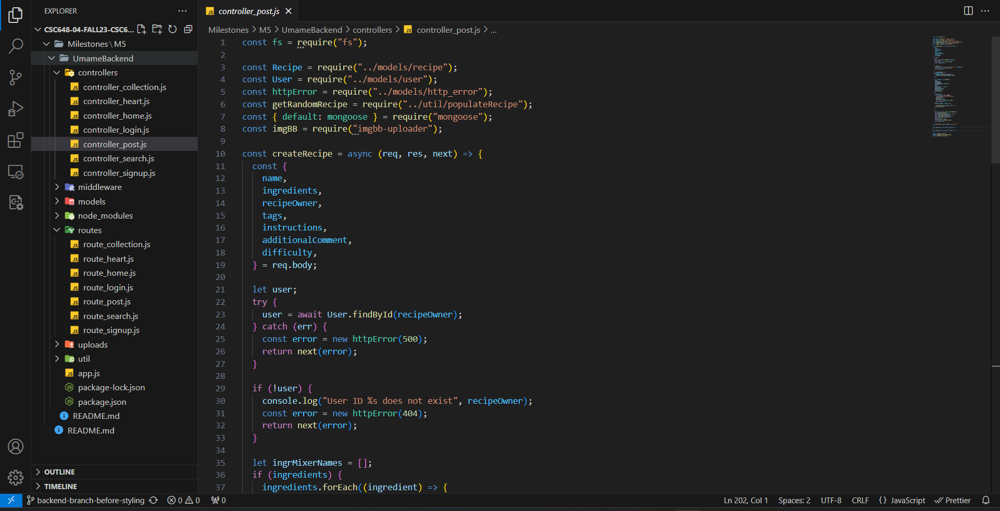 EXPLORER
CSC648-04-FALL23-CSC6...
Milestones \ M5
UmameBackend
controllers
controller_collection.js
controller_heart.js
controller_home.js
controller_login.js
controller_post.js
controller_search.js
controller_signup.js
middleware
models
node_modules
routes
route_collection.js
route_heart.js
route_home.js
route_login.js
route_post.js
route_search.js
route_signup.js
uploads
util
app.js
package-lock.json
package.json
README.md
README.md
OUTLINE
TIMELINE
controller_post.js
Milestones > M5 > UmameBackend > controllers > controller_post.js > ...
1 const fs = require("fs");
2
3 const Recipe = require("../models/recipe");
4 const User = require("../models/user");
5 const httpError = require("../models/http_error");
6 const getRandomRecipe = require("../util/populateRecipe");
7 const { default: mongoose } = require("mongoose");
8 const imgBB = require("imgbb-uploader");
9
10 const createRecipe = async (req, res, next) => {
11 const {
12 name,
13 ingredients,
14 recipeOwner,
15 tags,
16 instructions,
17 additionalComment,
18 difficulty,
19 } = req.body;
20
21 let user;
22 try {
23 user = await User.findById(recipeOwner);
24 } catch (err) {
25 const error = new httpError(500);
26 return next(error);
27 }
28
29 if (!user) {
30 console.log("User ID %s does not exist", recipeOwner);
31 const error = new httpError(404);
32 return next(error);
33 }
34
35 let ingrMixerNames = [];
36 if (ingredients) {
37 ingredients.forEach((ingredient) => {
backend-branch-before-styling 0 0 0 Ln 202, Col 1 Spaces: 2 UTF-8 CRLF {} JavaScript Prettier